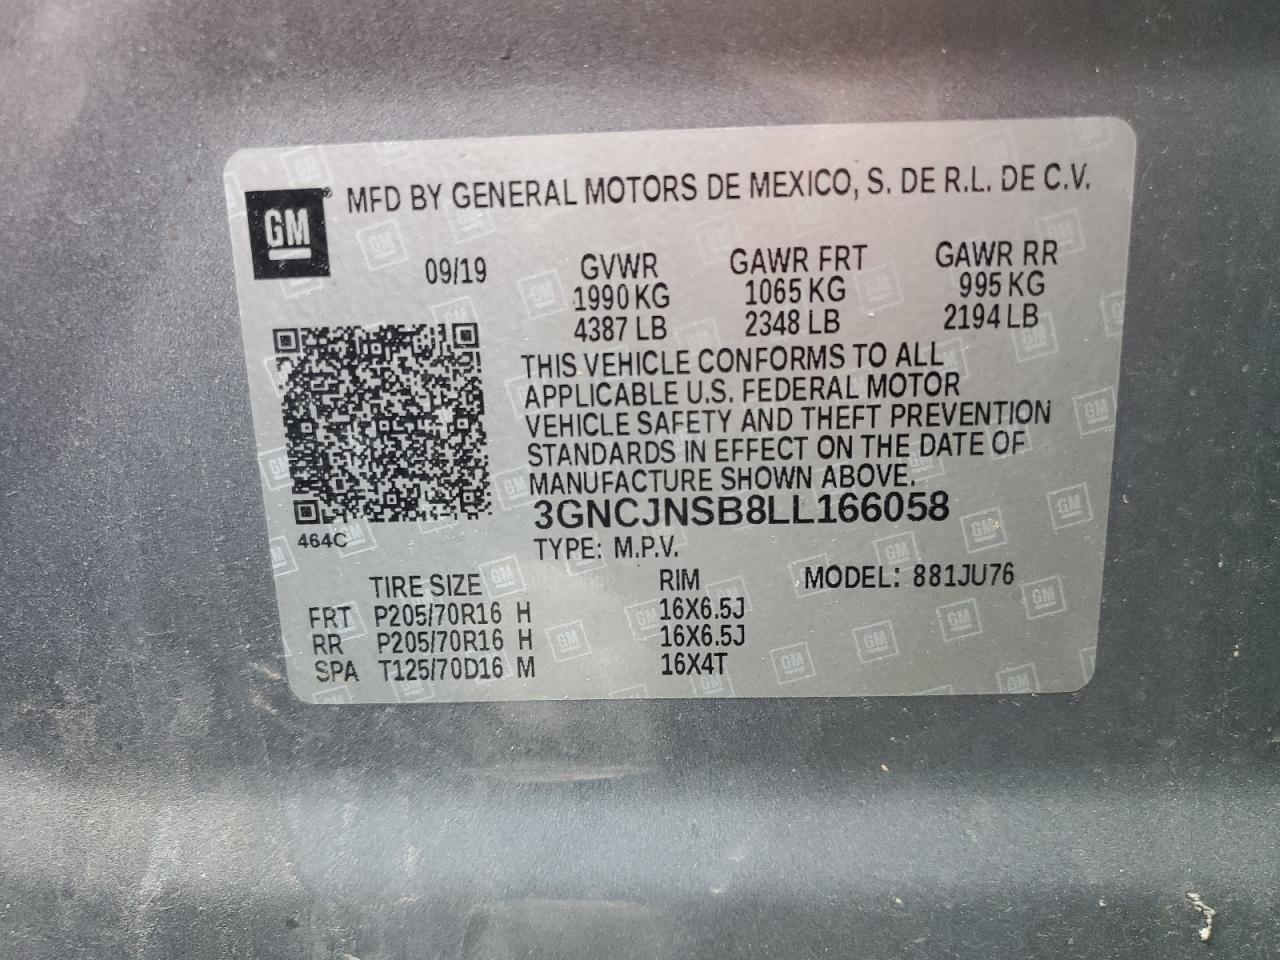 GM ® MFD BY GENERAL MOTORS DE MEXICO, S. DE R.L. DE C.V.
09/19 GVWR GAWR FRT GAWR RR
1990 KG 1065 KG 995 KG
4387 LB 2348 LB 2194 LB
THIS VEHICLE CONFORMS TO ALL
APPLICABLE U.S. FEDERAL MOTOR
VEHICLE SAFETY AND THEFT PREVENTION
STANDARDS IN EFFECT ON THE DATE OF
MANUFACTURE SHOWN ABOVE.
3GNCJNSB8LL166058
464C
TYPE: M.P.V.
TIRE SIZE RIM MODEL: 881JU76
FRT P205/70R16 H 16X6.5J
RR P205/70R16 H 16X6.5J
SPA T125/70D16 M 16X4T